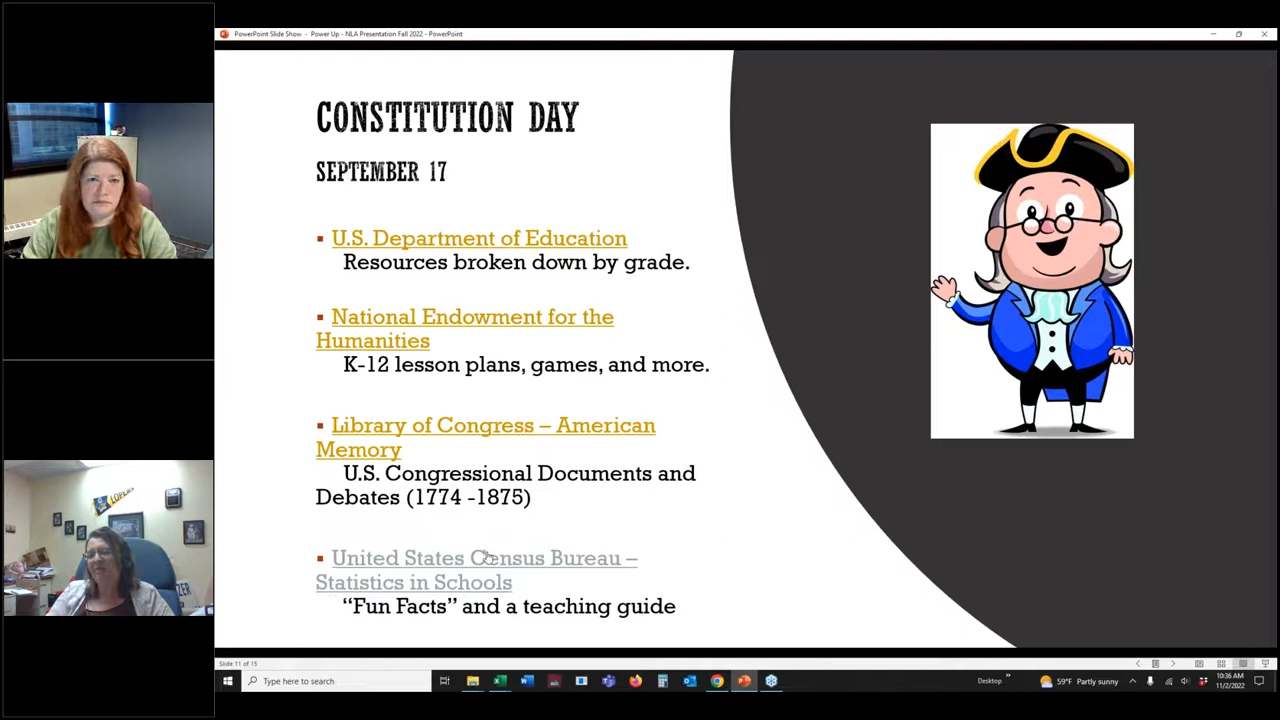 PowerPoint Slide Show - Power Up - NLA Presentation Fall 2022 - PowerPoint
CONSTITUTION DAY
SEPTEMBER 17
▪ U.S. Department of Education
Resources broken down by grade.
▪ National Endowment for the
Humanities
K-12 lesson plans, games, and more.
▪ Library of Congress – American
Memory
U.S. Congressional Documents and
Debates (1774 -1875)
▪ United States Census Bureau –
Statistics in Schools
“Fun Facts” and a teaching guide
LOPERS
Slide 11 of 15
Type here to search
Desktop
59°F Partly sunny
10:36 AM
11/2/2022